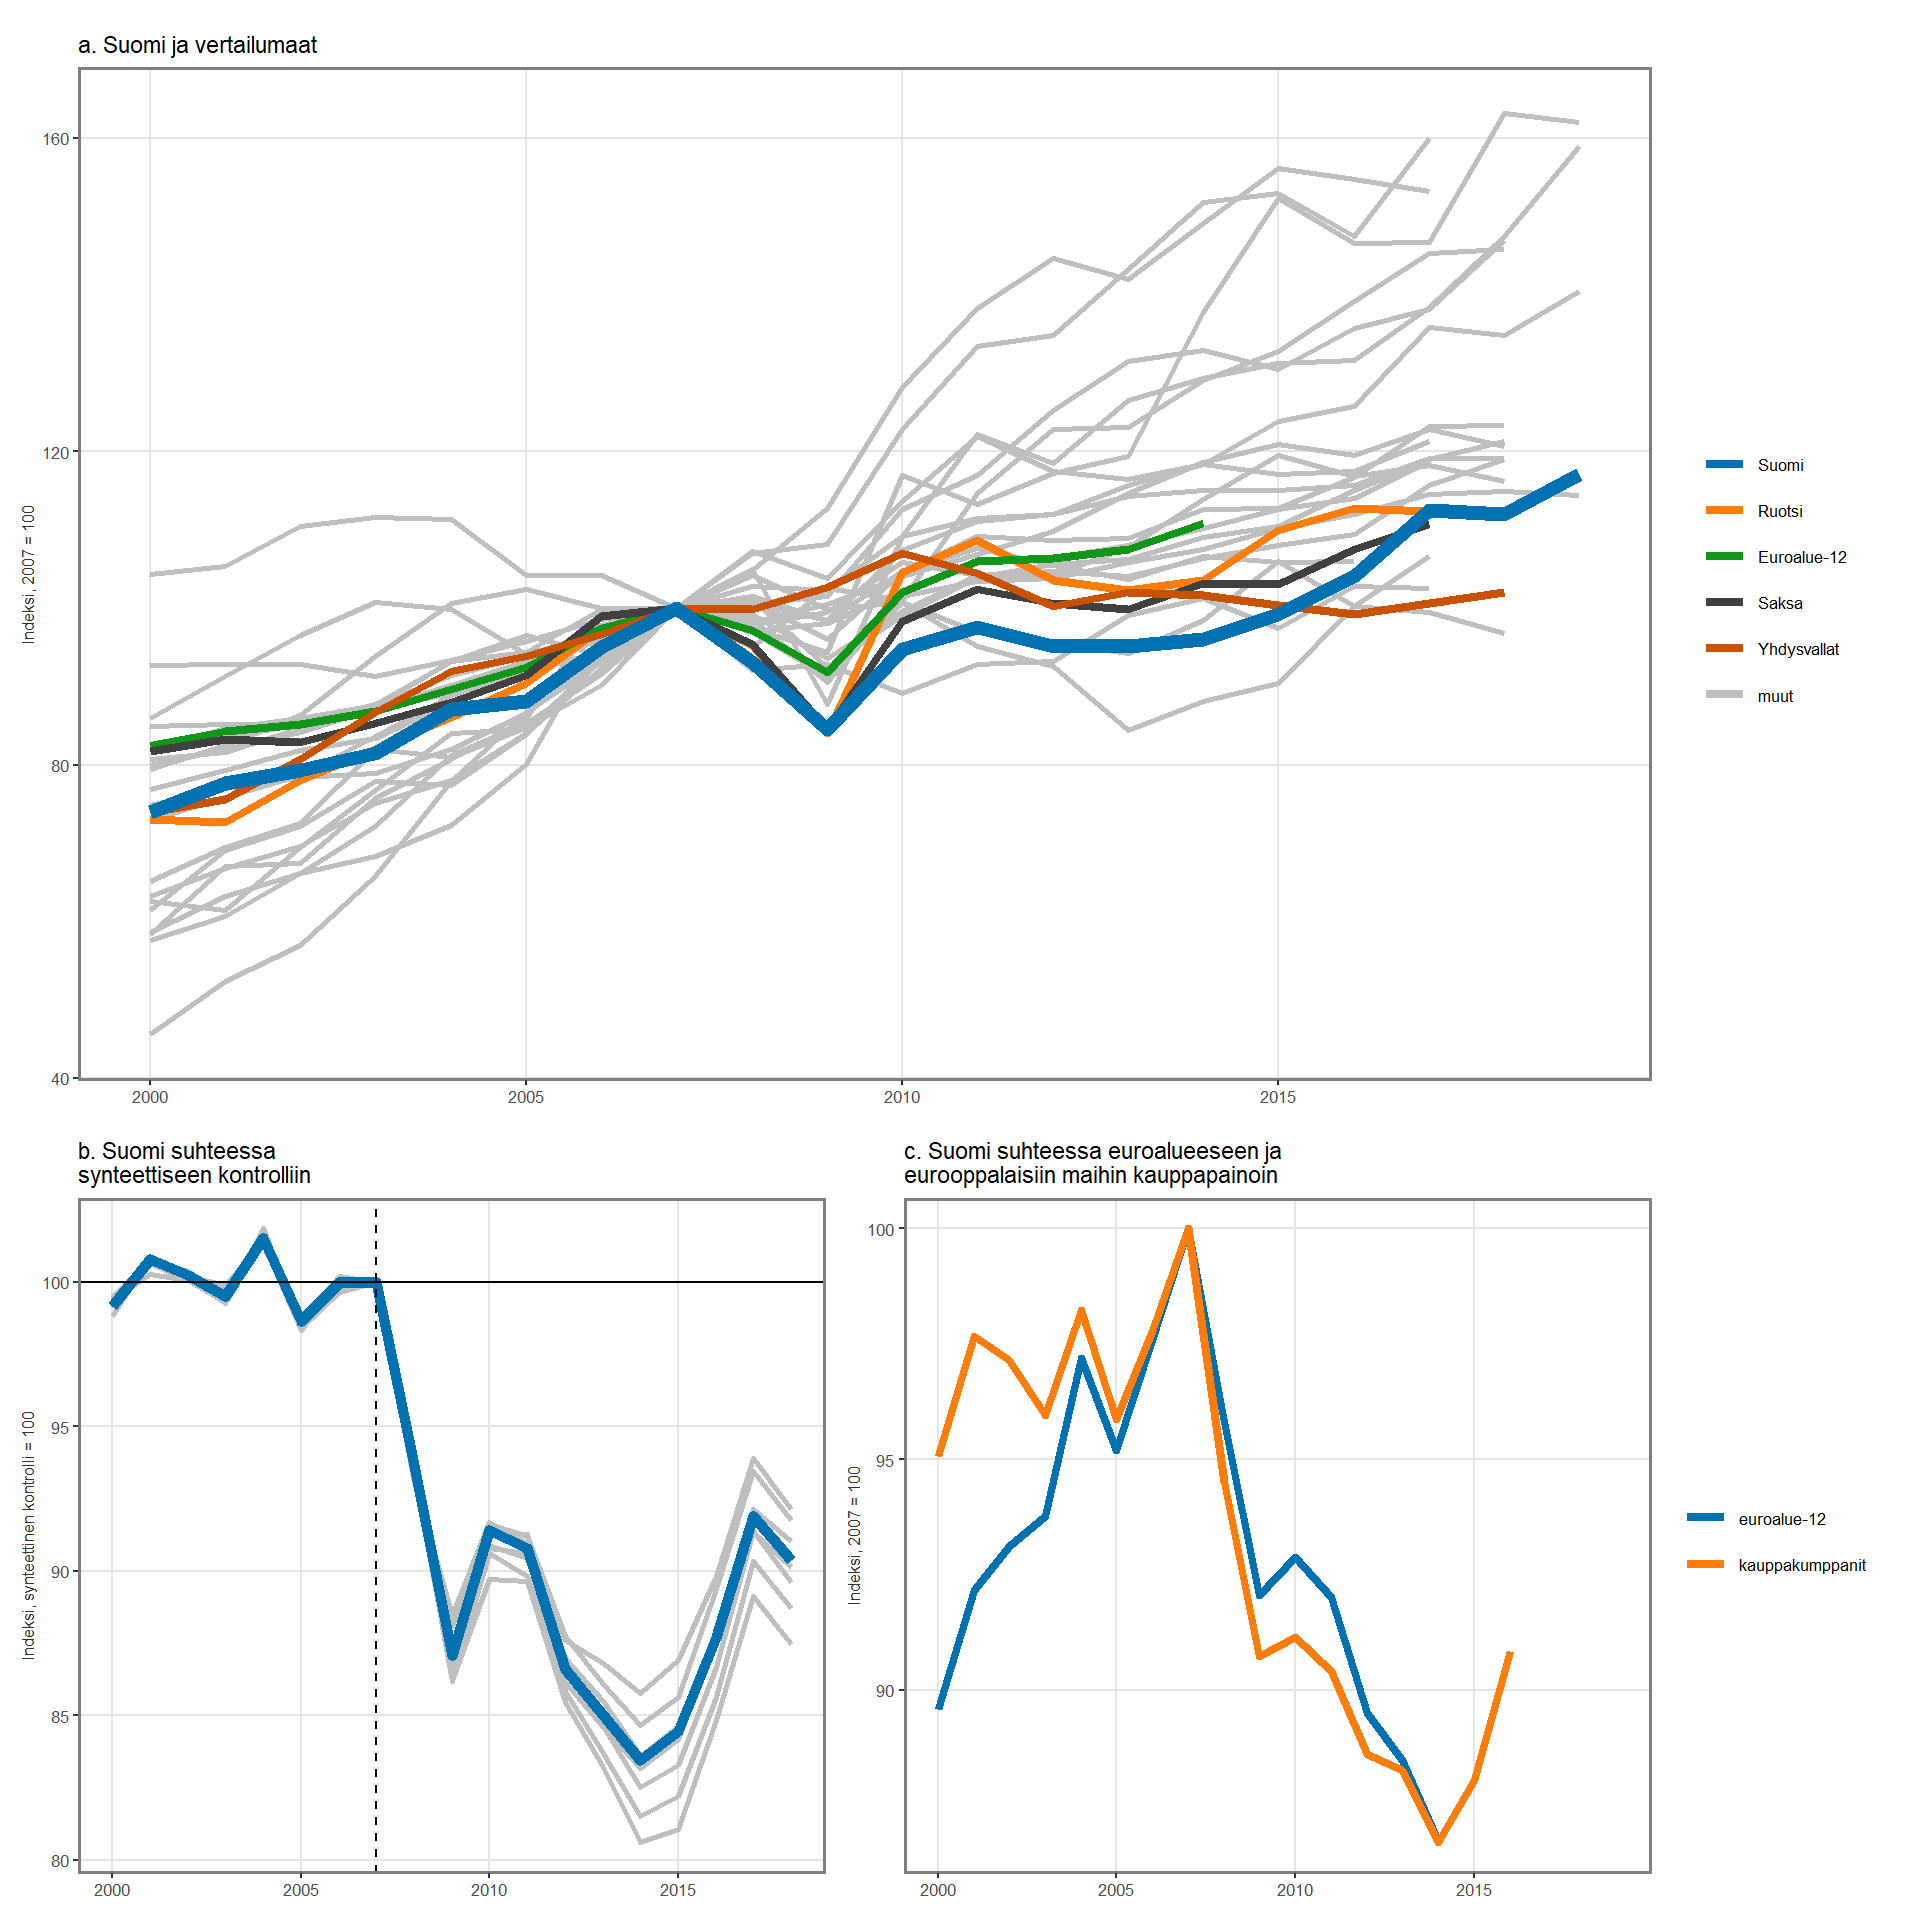 a. Suomi ja vertailumaat
Indeksi, 2007 = 100
160
120
80
40
2000
2005
2010
2015
Suomi
Ruotsi
Euroalue-12
Saksa
Yhdysvallat
muut
b. Suomi suhteessa
synteettiseen kontrolliin
Indeksi, synteettinen kontrolli = 100
100
95
90
85
80
2000
2005
2010
2015
c. Suomi suhteessa euroalueeseen ja
eurooppalaisiin maihin kauppapainoin
Indeksi, 2007 = 100
100
95
90
2000
2005
2010
2015
euroalue-12
kauppakumppanit